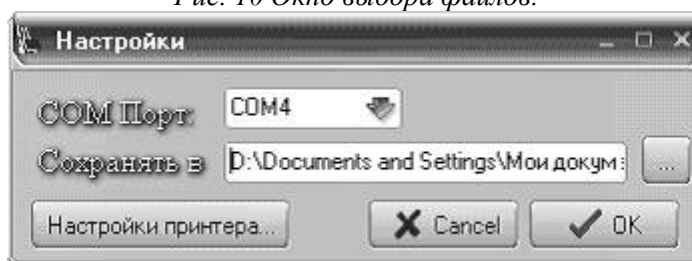 Рис. 10 Окно выбора файлов.
Настройки
COM Порт: COM4
Сохранять в D:\Documents and Settings\Мои докум
Настройки принтера... Cancel OK